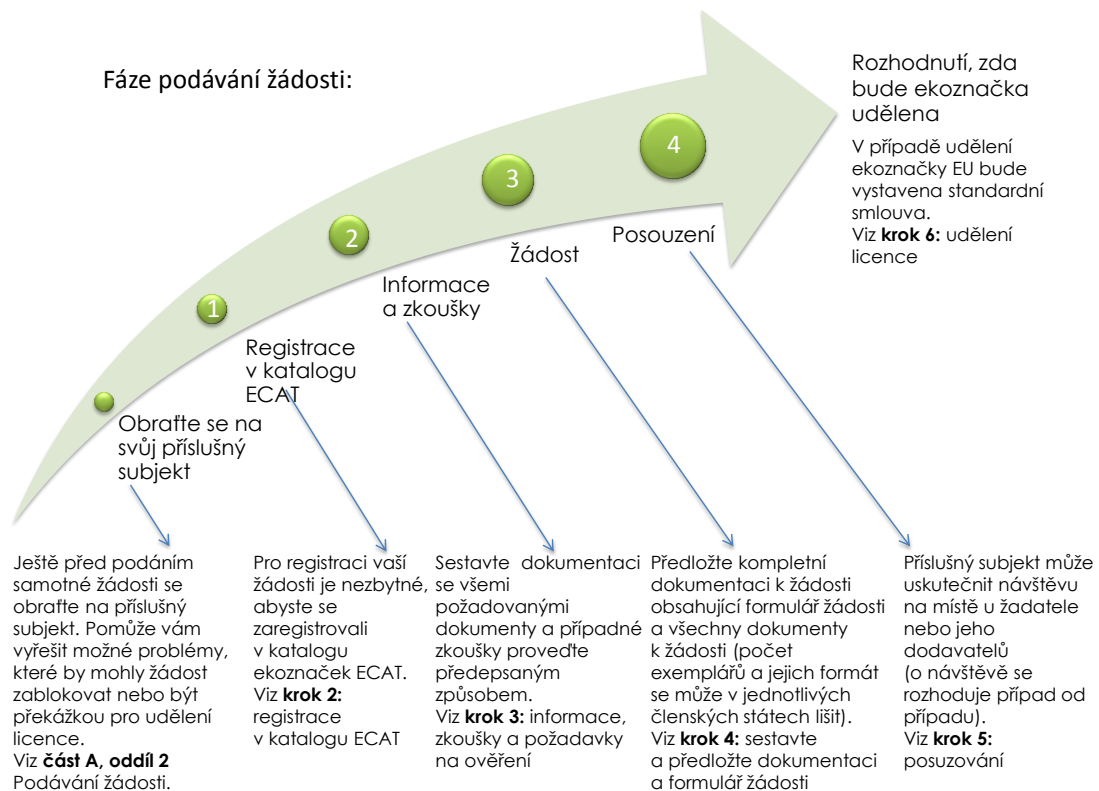 Fáze podávání žádosti:
Rozhodnutí, zda
bude ekoznačka
udělena
V případě udělení
ekoznačky EU bude
vystavena standardní
smlouva.
Viz krok 6: udělení
licence
4
3
2
1
Posouzení
Žádost
Informace
a zkoušky
Registrace
v katalogu
ECAT
Obraťte se na
svůj příslušný
subjekt
Ještě před podáním
samotné žádosti se
obraťte na příslušný
subjekt. Pomůže vám
vyřešit možné problémy,
které by mohly žádost
zablokovat nebo být
překážkou pro udělení
licence.
Viz část A, oddíl 2
Podávání žádosti.
Pro registraci vaší
žádosti je nezbytné,
abyste se
zaregistrovali
v katalogu
ekoznaček ECAT.
Viz krok 2:
registrace
v katalogu ECAT
Sestavte dokumentaci
se všemi
požadovanými
dokumenty a případné
zkoušky proveďte
předepsaným
způsobem.
Viz krok 3: informace,
zkoušky a požadavky
na ověření
Předložte kompletní
dokumentaci k žádosti
obsahující formulář žádosti
a všechny dokumenty
k žádosti (počet
exemplářů a jejich formát
se může v jednotlivých
členských státech lišit).
Viz krok 4: sestavte
a předložte dokumentaci
a formulář žádosti
Příslušný subjekt může
uskutečnit návštěvu
na místě u žadatele
nebo jeho
dodavatelů
(o návštěvě se
rozhoduje případ od
případu).
Viz krok 5:
posuzování